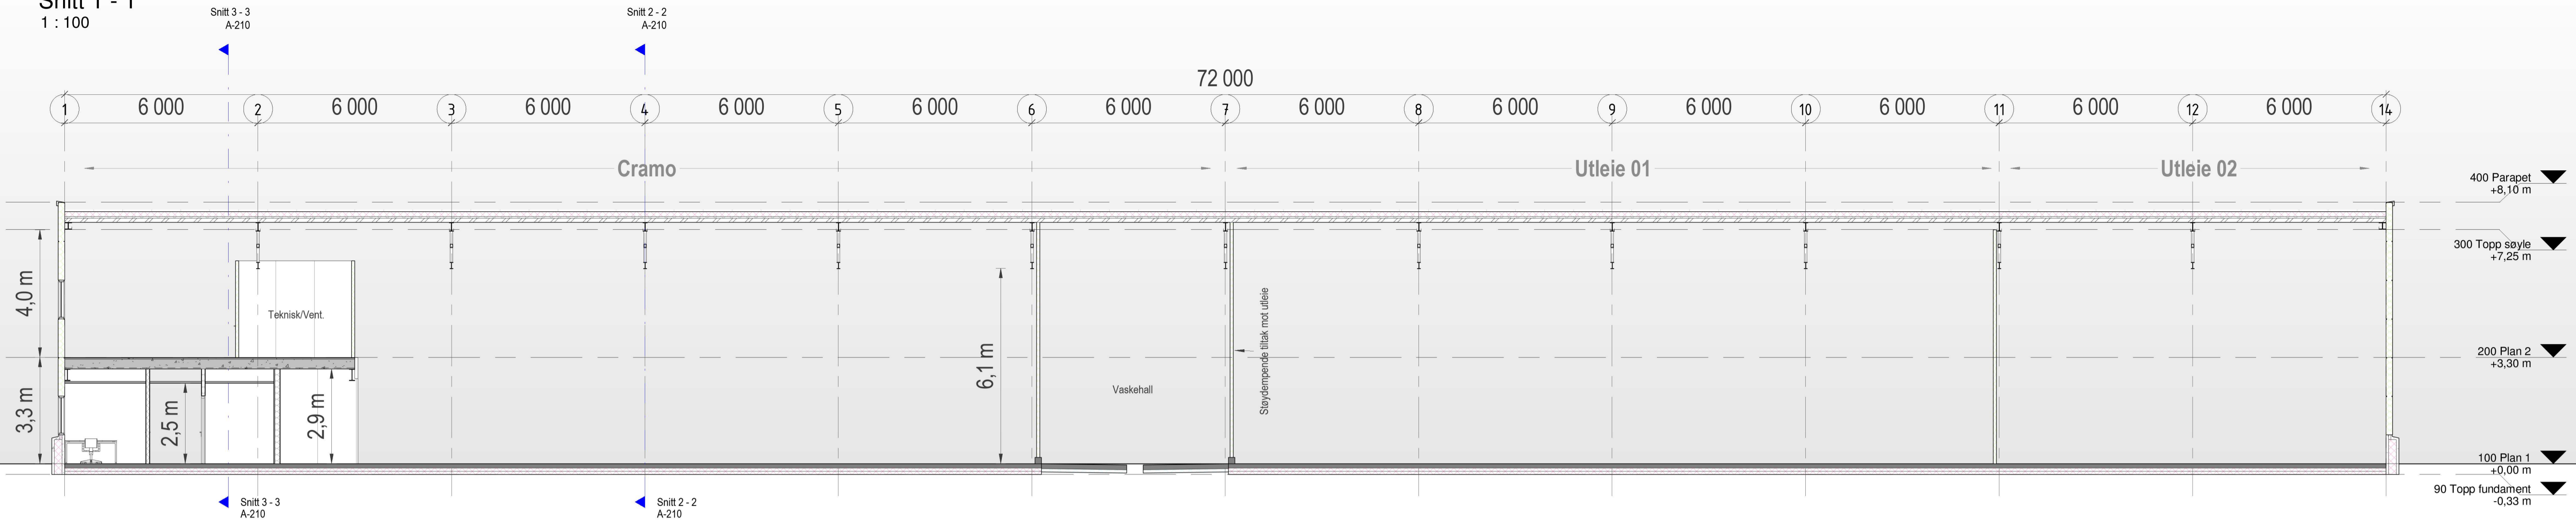 Snitt 1 - 1
1 : 100
Snitt 3 - 3
A-210
Snitt 2 - 2
A-210
72 000
1 6 000 2 6 000 3 6 000 4 6 000 5 6 000 6 6 000 7 6 000 8 6 000 9 6 000 10 6 000 11 6 000 12 6 000 14
Cramo
Utleie 01
Utleie 02
400 Parapet
+8,10 m
300 Topp søyle
+7,25 m
4,0 m
Teknisk/Vent.
6,1 m
Vaskehall
Støydempende tiltak mot utleie
200 Plan 2
+3,30 m
3,3 m
2,5 m
2,9 m
100 Plan 1
+0,00 m
90 Topp fundament
-0,33 m
Snitt 3 - 3
A-210
Snitt 2 - 2
A-210